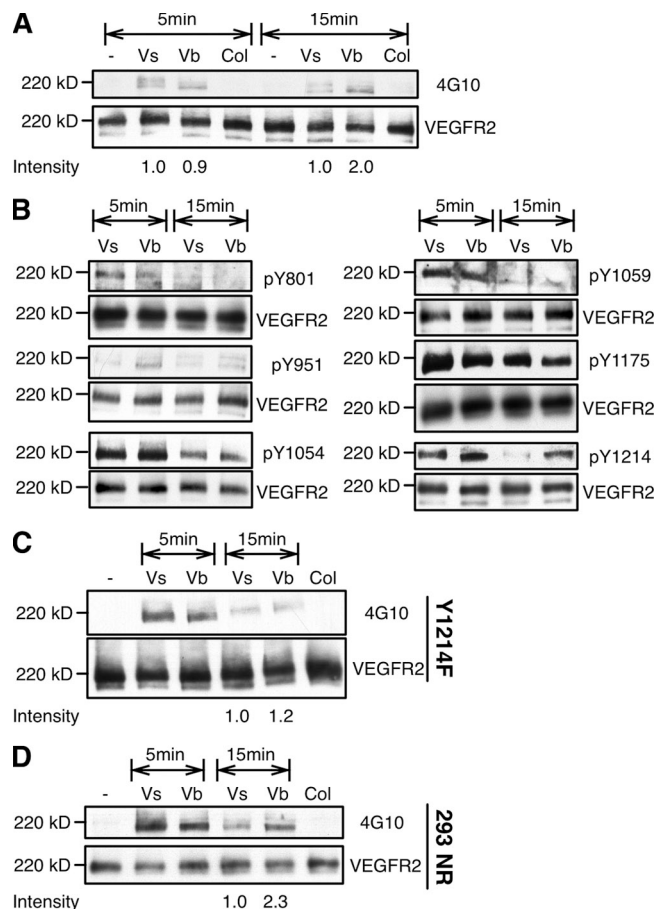 A
5min 15min
- Vs Vb Col - Vs Vb Col
220 kD 4G10
220 kD VEGFR2
Intensity 1.0 0.9 1.0 2.0
B
5min 15min 5min 15min
Vs Vb Vs Vb Vs Vb Vs Vb
220 kD pY801 220 kD pY1059
220 kD VEGFR2 220 kD VEGFR2
220 kD pY951 220 kD pY1175
220 kD VEGFR2 220 kD VEGFR2
220 kD pY1054 220 kD pY1214
220 kD VEGFR2 220 kD VEGFR2
C
5min 15min
- Vs Vb Vs Vb Col
220 kD 4G10
220 kD VEGFR2
Y1214F
Intensity 1.0 1.2
D
5min 15min
- Vs Vb Vs Vb Col
220 kD 4G10
220 kD VEGFR2
293 NR
Intensity 1.0 2.3